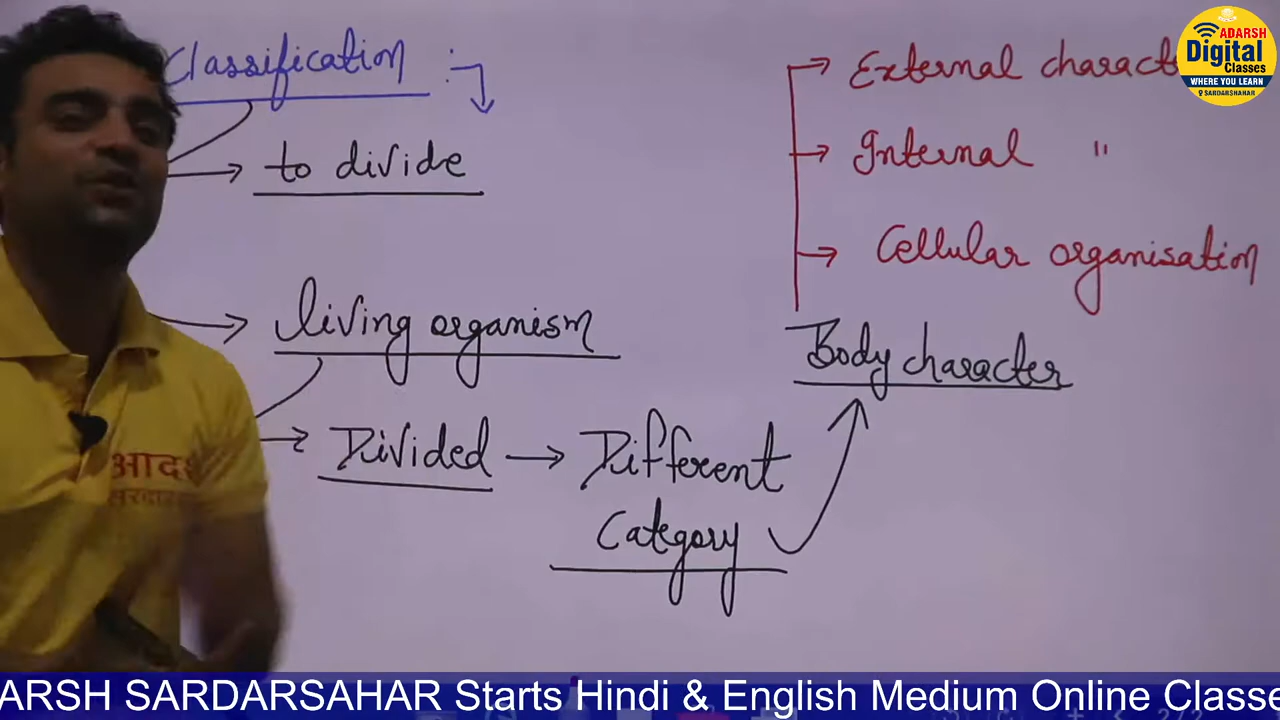 Classification :-
to divide
living organism
Divided → Different
Category
External charact
Internal "
Cellular organisation
Body character
ADARSH
Digital
Classes
WHERE YOU LEARN
SARDARSHAHAR
आदर्श
ARSH SARDARSAHAR Starts Hindi & English Medium Online Classe